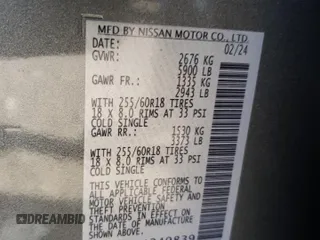 MFD BY NISSAN MOTOR CO., LTD.
DATE: 02/24
GVWR: 2676 KG
5900 LB
GAWR FR.: 1335 KG
2943 LB
WITH 255/60R18 TIRES
18 x 8.0 RIMS AT 33 PSI
COLD SINGLE
GAWR RR.: 1530 KG
3373 LB
WITH 255/60R18 TIRES
18 x 8.0 RIMS AT 33 PSI
COLD SINGLE
THIS VEHICLE CONFORMS TO
ALL APPLICABLE FEDERAL
MOTOR VEHICLE SAFETY AND
THEFT PREVENTION
STANDARDS IN EFFECT
ON THE DATE OF
DREAMBID